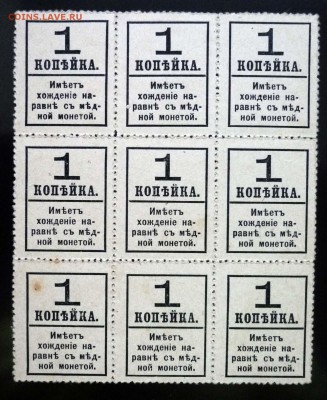 COINS.LAVE.RU
1 1 1
КОПѢЙКА. КОПѢЙКА. КОПѢЙКА.
Имѣетъ Имѣетъ Имѣетъ
хожденіе на- хожденіе на- хожденіе на-
равнѣ съ мѣд- равнѣ съ мѣд- равнѣ съ мѣд-
ной монетой. ной монетой. ной монетой.
1 1 1
КОПѢЙКА. КОПѢЙКА. КОПѢЙКА.
Имѣетъ Имѣетъ Имѣетъ
хожденіе на- хожденіе на- хожденіе на-
равнѣ съ мѣд- равнѣ съ мѣд- равнѣ съ мѣд-
ной монетой. ной монетой. ной монетой.
1 1 1
КОПѢЙКА. КОПѢЙКА. КОПѢЙКА.
Имѣетъ Имѣетъ Имѣетъ
хожденіе на- хожденіе на- хожденіе на-
равнѣ съ мѣд- равнѣ съ мѣд- равнѣ съ мѣд-
ной монетой. ной монетой. ной монетой.